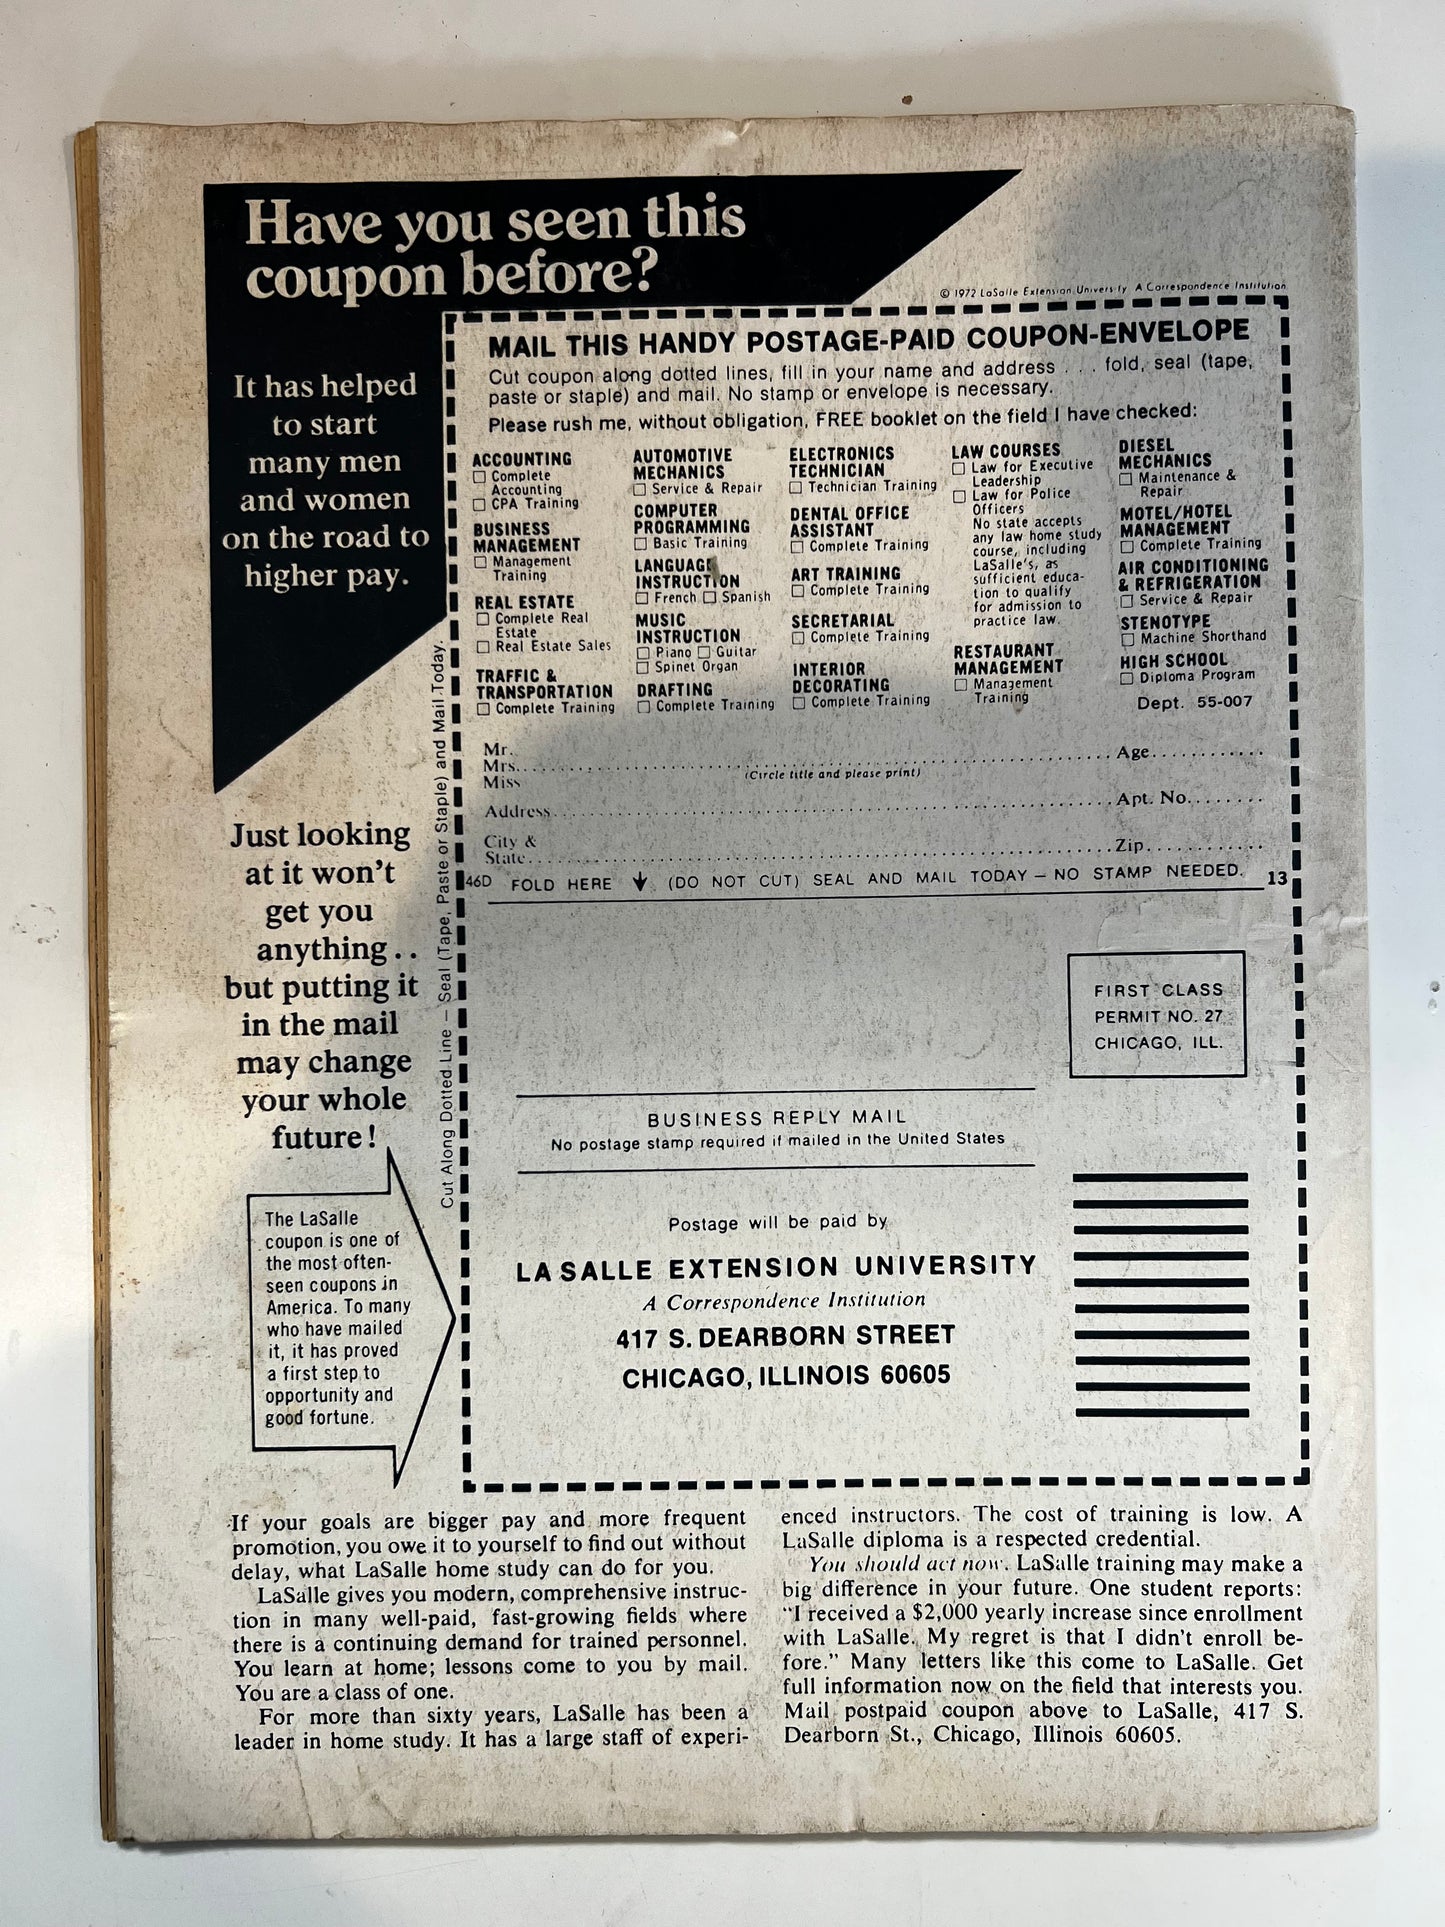 Have you seen this
coupon before?
It has helped
to start
many men
and women
on the road to
higher pay.
Just looking
at it won't
get you
anything . .
but putting it
in the mail
may change
your whole
future!
The LaSalle
coupon is one of
the most often-
seen coupons in
America. To many
who have mailed
it, it has proved
a first step to
opportunity and
good fortune.
Cut Along Dotted Line — Seal (Tape, Paste or Staple) and Mail Today.
© 1972 LaSalle Extension University A Correspondence Institution
MAIL THIS HANDY POSTAGE-PAID COUPON-ENVELOPE
Cut coupon along dotted lines, fill in your name and address . . . fold, seal (tape,
paste or staple) and mail. No stamp or envelope is necessary.
Please rush me, without obligation, FREE booklet on the field I have checked:
ACCOUNTING
☐ Complete
Accounting
☐ CPA Training
BUSINESS
MANAGEMENT
☐ Management
Training
REAL ESTATE
☐ Complete Real
Estate
☐ Real Estate Sales
TRAFFIC &
TRANSPORTATION
☐ Complete Training
AUTOMOTIVE
MECHANICS
☐ Service & Repair
COMPUTER
PROGRAMMING
☐ Basic Training
LANGUAGE
INSTRUCTION
☐ French ☐ Spanish
MUSIC
INSTRUCTION
☐ Piano ☐ Guitar
☐ Spinet Organ
DRAFTING
☐ Complete Training
ELECTRONICS
TECHNICIAN
☐ Technician Training
DENTAL OFFICE
ASSISTANT
☐ Complete Training
ART TRAINING
☐ Complete Training
SECRETARIAL
☐ Complete Training
INTERIOR
DECORATING
☐ Complete Training
LAW COURSES
☐ Law for Executive
Leadership
☐ Law for Police
Officers
No state accepts
any law home study
course, including
LaSalle's, as
sufficient educa-
tion to qualify
for admission to
practice law.
RESTAURANT
MANAGEMENT
☐ Management
Training
DIESEL
MECHANICS
☐ Maintenance &
Repair
MOTEL/HOTEL
MANAGEMENT
☐ Complete Training
AIR CONDITIONING
& REFRIGERATION
☐ Service & Repair
STENOTYPE
☐ Machine Shorthand
HIGH SCHOOL
☐ Diploma Program
Dept. 55-007
Mr.
Mrs. Age
Miss (Circle title and please print)
Address Apt. No.
City &
State Zip
46D FOLD HERE ↓ (DO NOT CUT) SEAL AND MAIL TODAY — NO STAMP NEEDED. 13
FIRST CLASS
PERMIT NO. 27
CHICAGO, ILL.
BUSINESS REPLY MAIL
No postage stamp required if mailed in the United States
Postage will be paid by
LA SALLE EXTENSION UNIVERSITY
A Correspondence Institution
417 S. DEARBORN STREET
CHICAGO, ILLINOIS 60605
If your goals are bigger pay and more frequent
promotion, you owe it to yourself to find out without
delay, what LaSalle home study can do for you.
LaSalle gives you modern, comprehensive instruc-
tion in many well-paid, fast-growing fields where
there is a continuing demand for trained personnel.
You learn at home; lessons come to you by mail.
You are a class of one.
For more than sixty years, LaSalle has been a
leader in home study. It has a large staff of experi-
enced instructors. The cost of training is low. A
LaSalle diploma is a respected credential.
You should act now. LaSalle training may make a
big difference in your future. One student reports:
"I received a $2,000 yearly increase since enrollment
with LaSalle. My regret is that I didn't enroll be-
fore." Many letters like this come to LaSalle. Get
full information now on the field that interests you.
Mail postpaid coupon above to LaSalle, 417 S.
Dearborn St., Chicago, Illinois 60605.